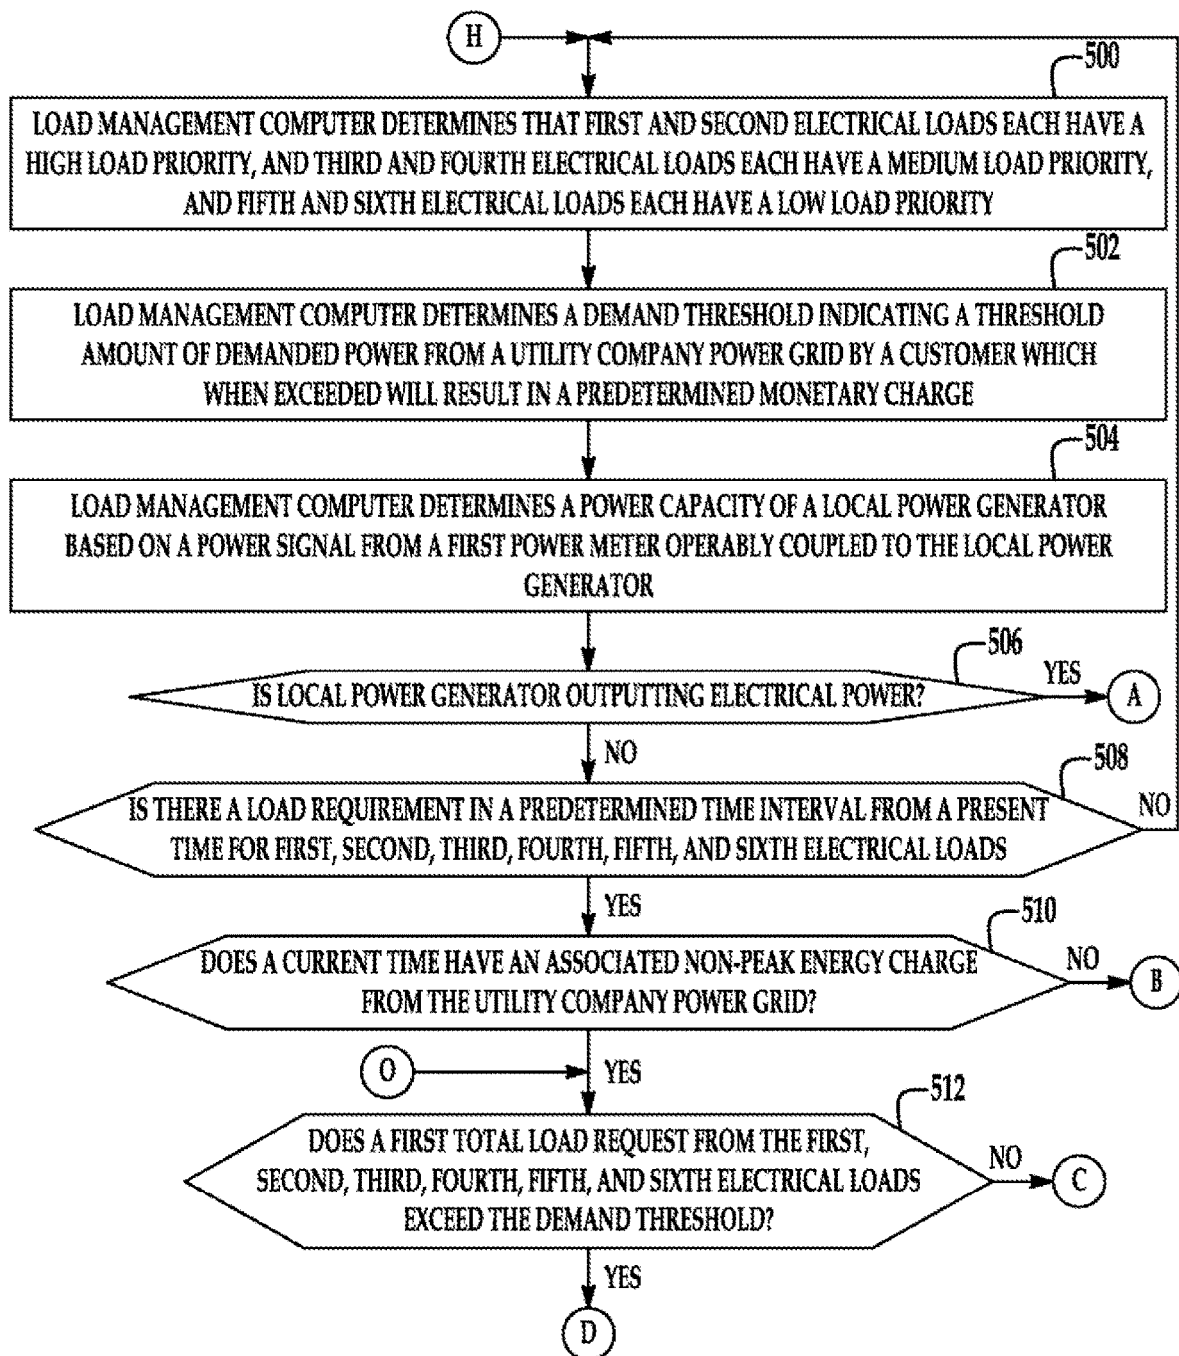 H
500
LOAD MANAGEMENT COMPUTER DETERMINES THAT FIRST AND SECOND ELECTRICAL LOADS EACH HAVE A
HIGH LOAD PRIORITY, AND THIRD AND FOURTH ELECTRICAL LOADS EACH HAVE A MEDIUM LOAD PRIORITY,
AND FIFTH AND SIXTH ELECTRICAL LOADS EACH HAVE A LOW LOAD PRIORITY
502
LOAD MANAGEMENT COMPUTER DETERMINES A DEMAND THRESHOLD INDICATING A THRESHOLD
AMOUNT OF DEMANDED POWER FROM A UTILITY COMPANY POWER GRID BY A CUSTOMER WHICH
WHEN EXCEEDED WILL RESULT IN A PREDETERMINED MONETARY CHARGE
504
LOAD MANAGEMENT COMPUTER DETERMINES A POWER CAPACITY OF A LOCAL POWER GENERATOR
BASED ON A POWER SIGNAL FROM A FIRST POWER METER OPERABLY COUPLED TO THE LOCAL POWER
GENERATOR
506
IS LOCAL POWER GENERATOR OUTPUTTING ELECTRICAL POWER?
YES
A
NO
508
IS THERE A LOAD REQUIREMENT IN A PREDETERMINED TIME INTERVAL FROM A PRESENT
TIME FOR FIRST, SECOND, THIRD, FOURTH, FIFTH, AND SIXTH ELECTRICAL LOADS
NO
YES
510
DOES A CURRENT TIME HAVE AN ASSOCIATED NON-PEAK ENERGY CHARGE
FROM THE UTILITY COMPANY POWER GRID?
NO
B
O
YES
512
DOES A FIRST TOTAL LOAD REQUEST FROM THE FIRST,
SECOND, THIRD, FOURTH, FIFTH, AND SIXTH ELECTRICAL LOADS
EXCEED THE DEMAND THRESHOLD?
NO
C
YES
D